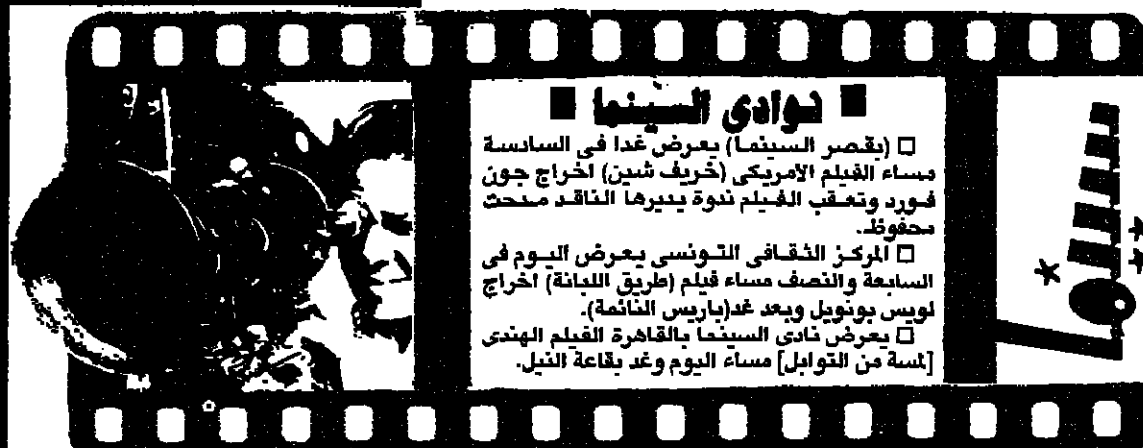 ■ نوادى السينما ■
□ (بقصر السينما) يعرض غدا فى السادسة
مساء الفيلم الأمريكى (خريف شين) اخراج جون
فورد وتعقب الفيلم ندوة يديرها الناقد مدحت
محفوظ.
□ المركز الثقافى التونسى يعرض اليوم فى
السابعة والنصف مساء فيلم (طريق اللبانة) اخراج
لويس بونويل وبعد غد(باريس النائمة).
□ يعرض نادى السينما بالقاهرة الفيلم الهندى
[لمسة من التوابل] مساء اليوم وغد بقاعة النيل.